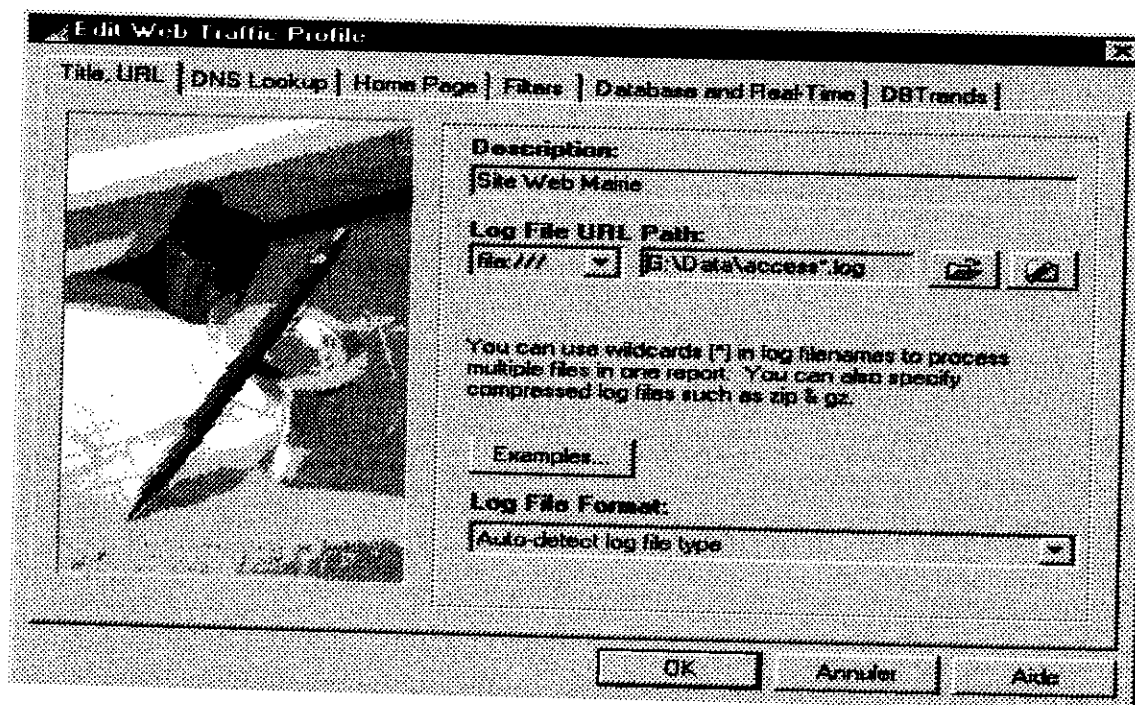 Edit Web Traffic Profile
Title, URL | DNS Lookup | Home Page | Filters | Database and Real-Time | DBTrends
Description:
Site Web Mame
Log File URL Path:
file:/// G:\Data\access*.log
You can use wildcards [*] in log filenames to process
multiple files in one report. You can also specify
compressed log files such as zip & gz.
Examples...
Log File Format:
Auto-detect log file type
OK Annuler Aide